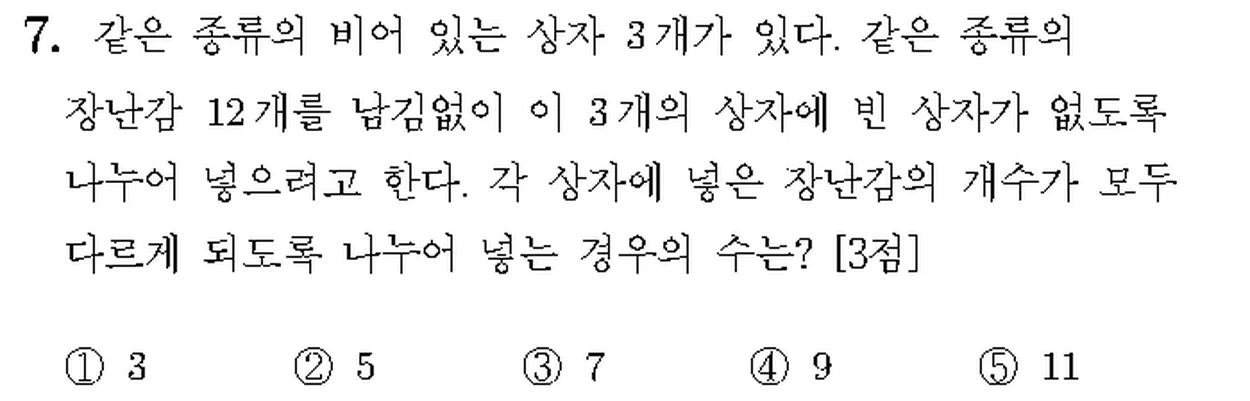 7. 같은 종류의 비어 있는 상자 3개가 있다. 같은 종류의
장난감 12개를 남김없이 이 3개의 상자에 빈 상자가 없도록
나누어 넣으려고 한다. 각 상자에 넣은 장난감의 개수가 모두
다르게 되도록 나누어 넣는 경우의 수는? [3점]
① 3 ② 5 ③ 7 ④ 9 ⑤ 11